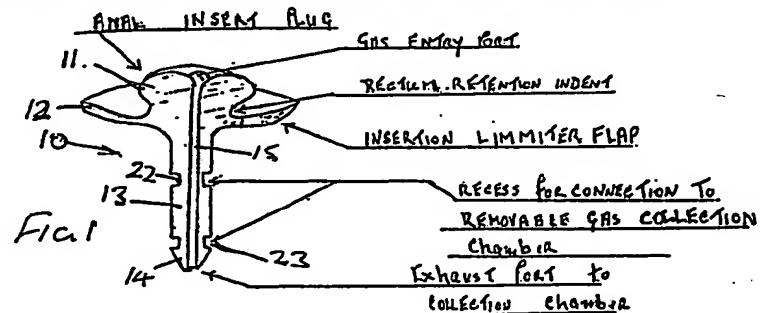 ANAL INSERT PLUG
GAS ENTRY PORT
11.
RECTUM-RETENTION INDENT
12
INSERTION LIMMITER FLAP
10
15
22
RECESS FOR CONNECTION TO
13
REMOVABLE GAS COLLECTION
Fig 1
Chamber
23
14
Exhaust Port to
COLLECTION Chamber